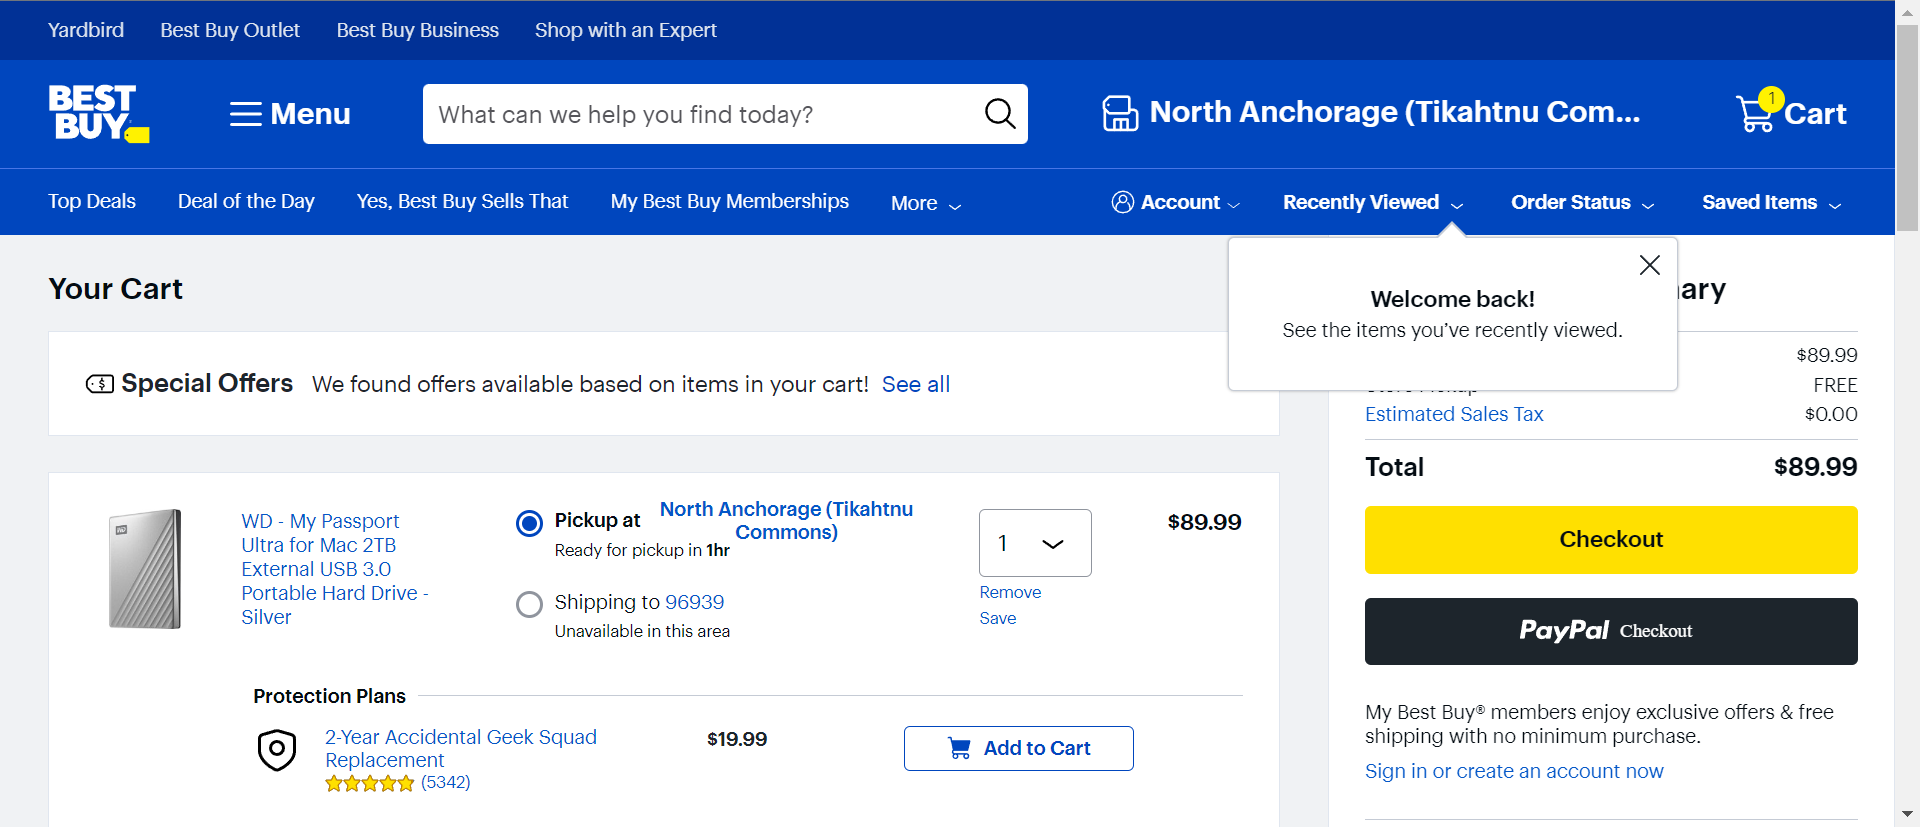 Yardbird
Best Buy Outlet
Best Buy Business
Shop with an Expert
BEST
BUY
Menu
What can we help you find today?
North Anchorage (Tikahtnu Com...
1
Cart
Top Deals
Deal of the Day
Yes, Best Buy Sells That
My Best Buy Memberships
More
Account
Recently Viewed
Order Status
Saved Items
Your Cart
Welcome back!
See the items you’ve recently viewed.
$89.99
FREE
Estimated Sales Tax
$0.00
Total
$89.99
Checkout
PayPal Checkout
My Best Buy® members enjoy exclusive offers & free
shipping with no minimum purchase.
Sign in or create an account now
Special Offers
We found offers available based on items in your cart! See all
WD - My Passport
Ultra for Mac 2TB
External USB 3.0
Portable Hard Drive -
Silver
Pickup at
North Anchorage (Tikahtnu
Commons)
Ready for pickup in 1hr
Shipping to 96939
Unavailable in this area
1
Remove
Save
$89.99
Protection Plans
2-Year Accidental Geek Squad
Replacement
(5342)
$19.99
Add to Cart